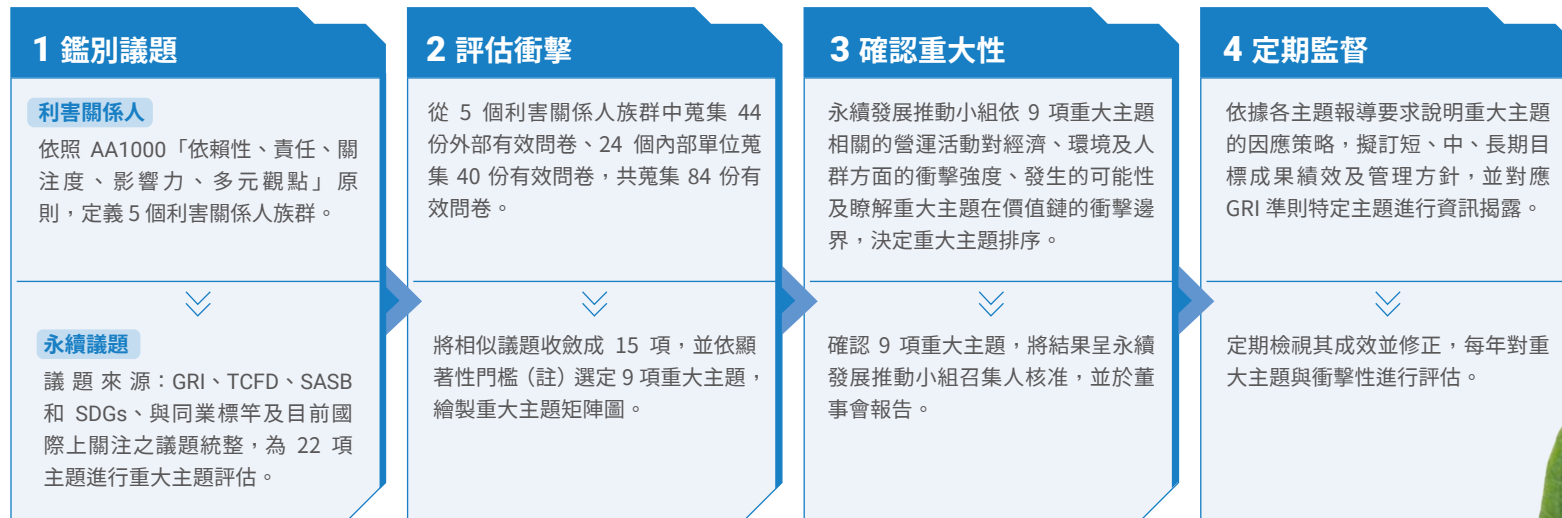 1 鑑別議題
利害關係人
依照 AA1000「依賴性、責任、關
注度、影響力、多元觀點」原
則，定義 5 個利害關係人族群。
永續議題
議題來源：GRI、TCFD、SASB
和 SDGs、與同業標竿及目前國
際上關注之議題統整，為 22 項
主題進行重大主題評估。
2 評估衝擊
從 5 個利害關係人族群中蒐集 44
份外部有效問卷、24 個內部單位蒐
集 40 份有效問卷，共蒐集 84 份有
效問卷。
將相似議題收斂成 15 項，並依顯
著性門檻（註）選定 9 項重大主題，
繪製重大主題矩陣圖。
3 確認重大性
永續發展推動小組依 9 項重大主題
相關的營運活動對經濟、環境及人
群方面的衝擊強度、發生的可能性
及瞭解重大主題在價值鏈的衝擊邊
界，決定重大主題排序。
確認 9 項重大主題，將結果呈永續
發展推動小組召集人核准，並於董
事會報告。
4 定期監督
依據各主題報導要求說明重大主題
的因應策略，擬訂短、中、長期目
標成果績效及管理方針，並對應
GRI 準則特定主題進行資訊揭露。
定期檢視其成效並修正，每年對重
大主題與衝擊性進行評估。